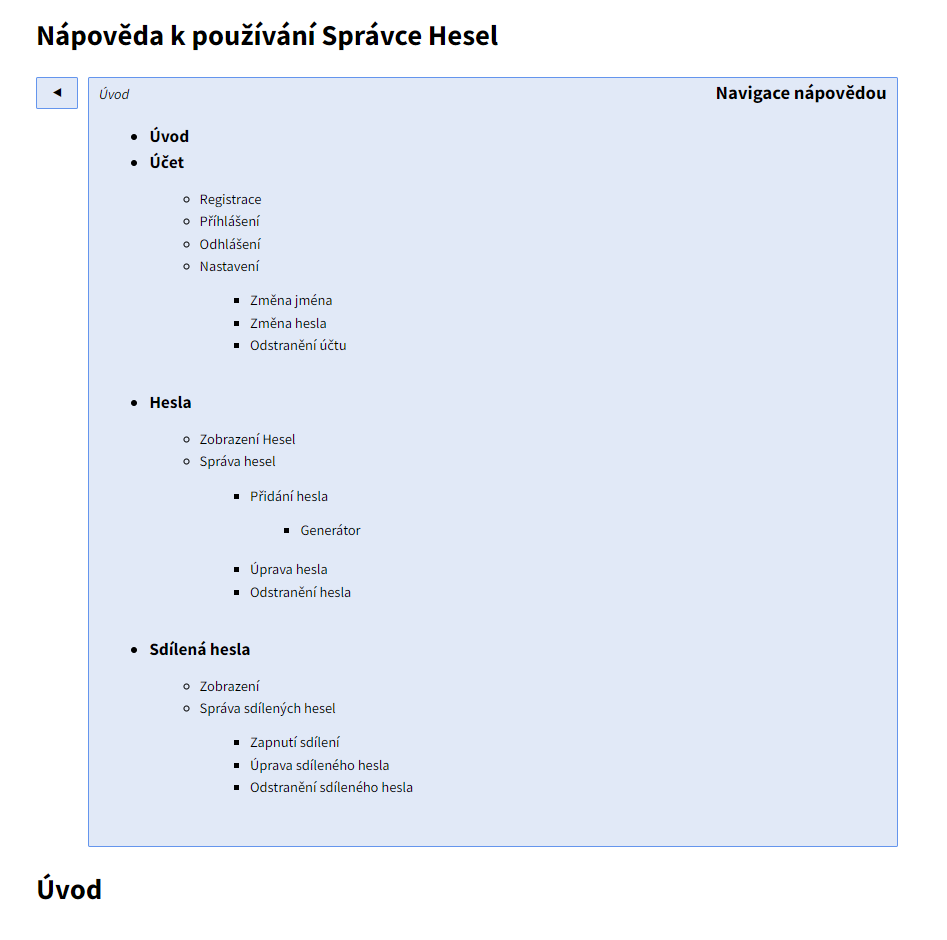 Nápověda k používání Správce Hesel
Úvod
Navigace nápovědou
Úvod
Účet
Registrace
Příhlášení
Odhlášení
Nastavení
Změna jména
Změna hesla
Odstranění účtu
Hesla
Zobrazení Hesel
Správa hesel
Přidání hesla
Generátor
Úprava hesla
Odstranění hesla
Sdílená hesla
Zobrazení
Správa sdílených hesel
Zapnutí sdílení
Úprava sdíleného hesla
Odstranění sdíleného hesla
Úvod